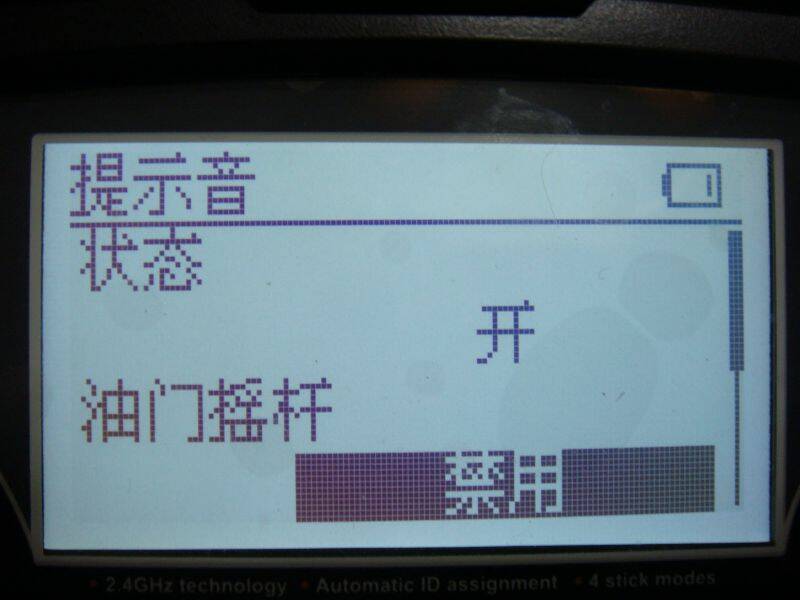 提示音
状态
开
油门摇杆
禁用
• 2.4GHz technology • Automatic ID assignment • 4 stick modes